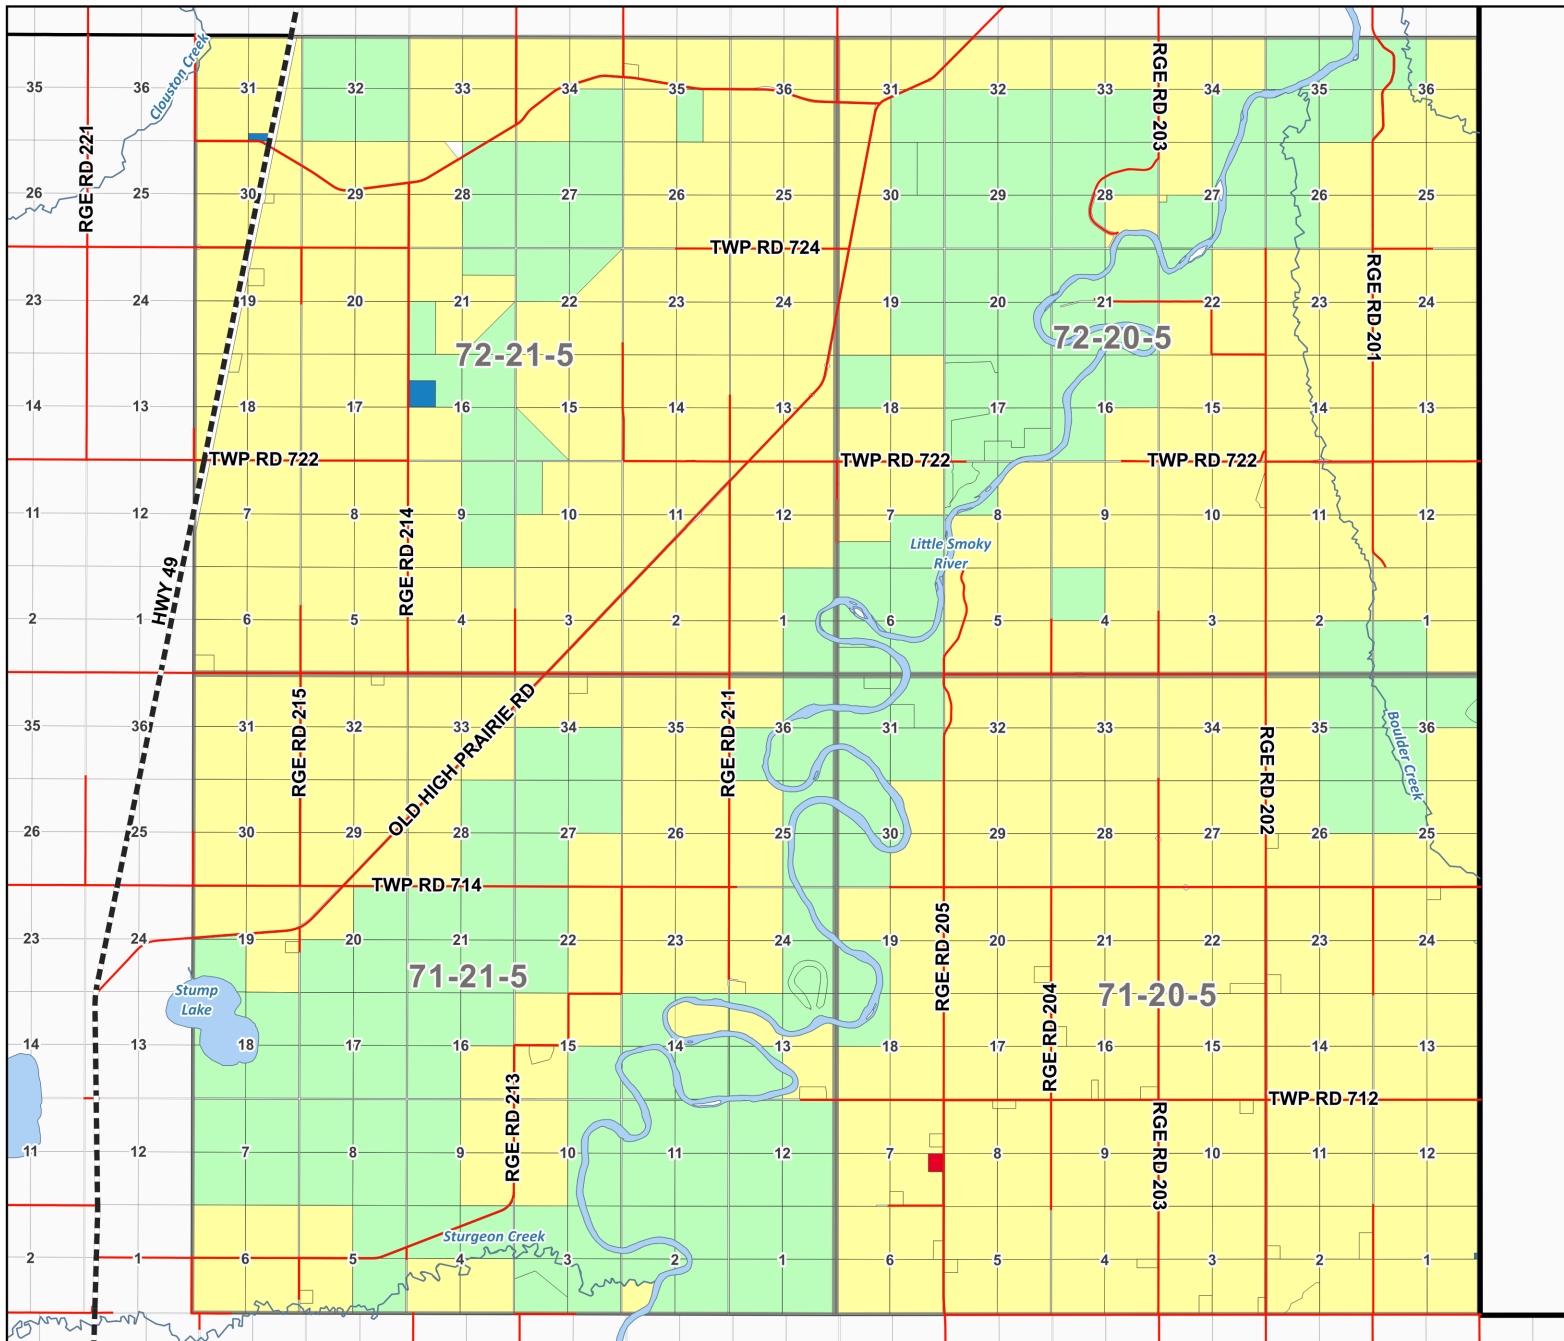 Clouston Creek
RGE RD 221
RGE RD 203
35 36 31 32 33 34 35 36 31 32 33 34 35 36
26 25 30 29 28 27 26 25 30 29 28 27 26 25
TWP RD 724
RGE RD 201
23 24 19 20 21 22 23 24 19 20 21 22 23 24
72-21-5
72-20-5
14 13 18 17 16 15 14 13 18 17 16 15 14 13
TWP RD 722
TWP RD 722
TWP RD 722
11 12 7 8 9 10 11 12 7 8 9 10 11 12
RGE RD 214
Little Smoky
River
HWY 49
2 1 6 5 4 3 2 1 6 5 4 3 2 1
RGE RD 215
OLD HIGH PRAIRIE RD
RGE RD 211
35 36 31 32 33 34 35 36 31 32 33 34 35 36
Boulder Creek
RGE RD 202
26 25 30 29 28 27 26 25 30 29 28 27 26 25
TWP RD 714
RGE RD 205
23 24 19 20 21 22 23 24 19 20 21 22 23 24
71-21-5
71-20-5
Stump
Lake
RGE RD 204
14 13 18 17 16 15 14 13 18 17 16 15 14 13
RGE RD 213
TWP RD 712
RGE RD 203
11 12 7 8 9 10 11 12 7 8 9 10 11 12
Sturgeon Creek
2 1 6 5 4 3 2 1 6 5 4 3 2 1